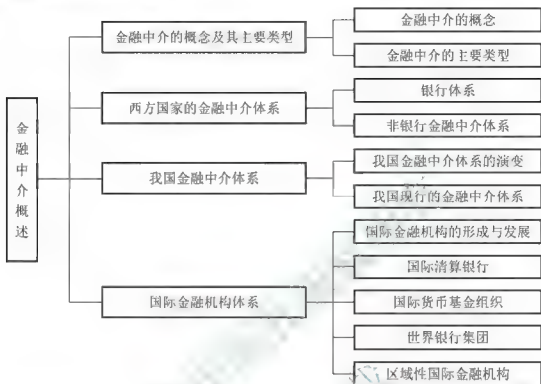 金融中介概述
金融中介的概念及其主要类型
金融中介的概念
金融中介的主要类型
西方国家的金融中介体系
银行体系
非银行金融中介体系
我国金融中介体系
我国金融中介体系的演变
我国现行的金融中介体系
国际金融机构体系
国际金融机构的形成与发展
国际清算银行
国际货币基金组织
世界银行集团
区域性国际金融机构